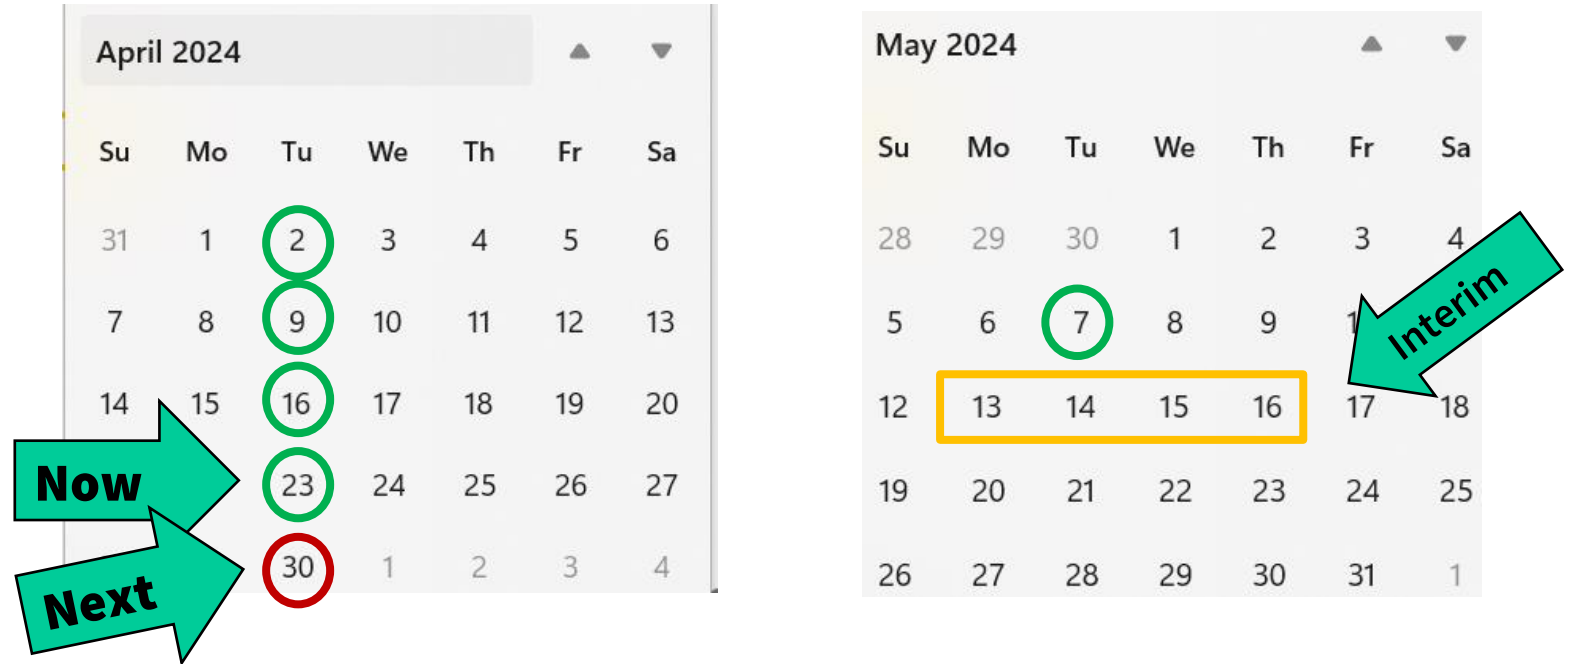 April 2024
Su Mo Tu We Th Fr Sa
31 1 2 3 4 5 6
7 8 9 10 11 12 13
14 15 16 17 18 19 20
Now
23 24 25 26 27
Next
30 1 2 3 4
May 2024
Su Mo Tu We Th Fr Sa
28 29 30 1 2 3 4
5 6 7 8 9
Interim
12 13 14 15 16 17 18
19 20 21 22 23 24 25
26 27 28 29 30 31 1